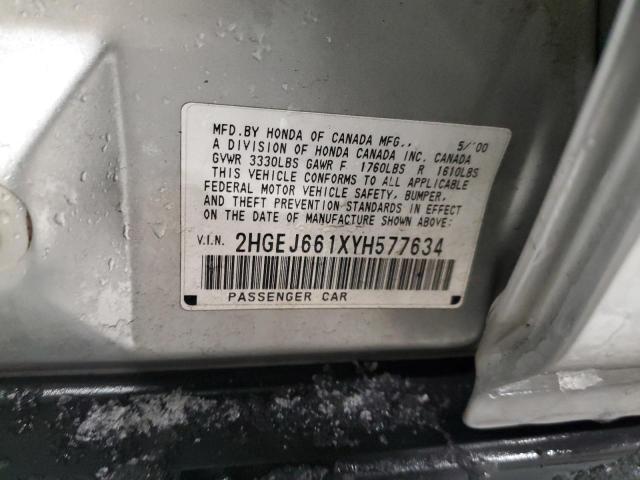 MFD. BY HONDA OF CANADA MFG., 5/'00
A DIVISION OF HONDA CANADA INC. CANADA
GVWR 3330LBS GAWR F 1760LBS R 1610LBS
THIS VEHICLE CONFORMS TO ALL APPLICABLE
FEDERAL MOTOR VEHICLE SAFETY, BUMPER,
AND THEFT PREVENTION STANDARDS IN EFFECT
ON THE DATE OF MANUFACTURE SHOWN ABOVE:
V.I.N. 2HGEJ661XYH577634
PASSENGER CAR